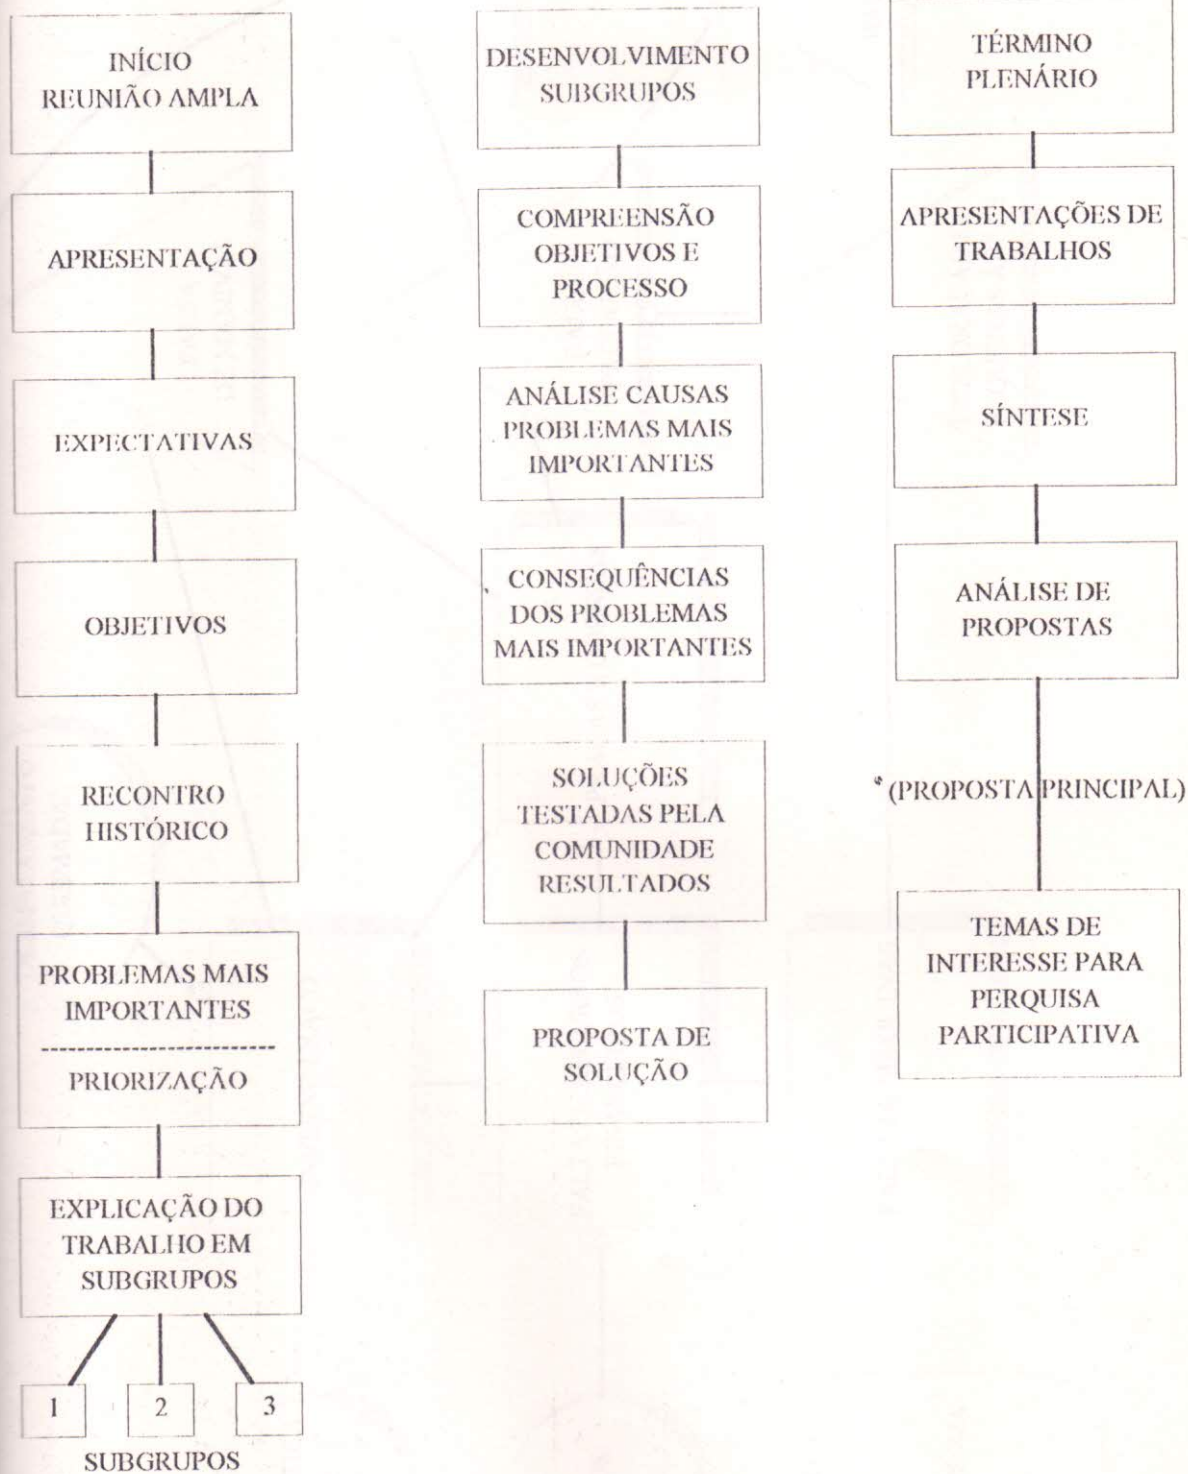 INÍCIO
REUNIÃO AMPLA
APRESENTAÇÃO
EXPECTATIVAS
OBJETIVOS
RECONTRO
HISTÓRICO
PROBLEMAS MAIS
IMPORTANTES
------------------------
PRIORIZAÇÃO
EXPLICAÇÃO DO
TRABALHO EM
SUBGRUPOS
1 2 3
SUBGRUPOS
DESENVOLVIMENTO
SUBGRUPOS
COMPREENSÃO
OBJETIVOS E
PROCESSO
ANÁLISE CAUSAS
PROBLEMAS MAIS
IMPORTANTES
CONSEQUÊNCIAS
DOS PROBLEMAS
MAIS IMPORTANTES
SOLUÇÕES
TESTADAS PELA
COMUNIDADE
RESULTADOS
PROPOSTA DE
SOLUÇÃO
TÉRMINO
PLENÁRIO
APRESENTAÇÕES DE
TRABALHOS
SÍNTESE
ANÁLISE DE
PROPOSTAS
* (PROPOSTA PRINCIPAL)
TEMAS DE
INTERESSE PARA
PERQUISA
PARTICIPATIVA